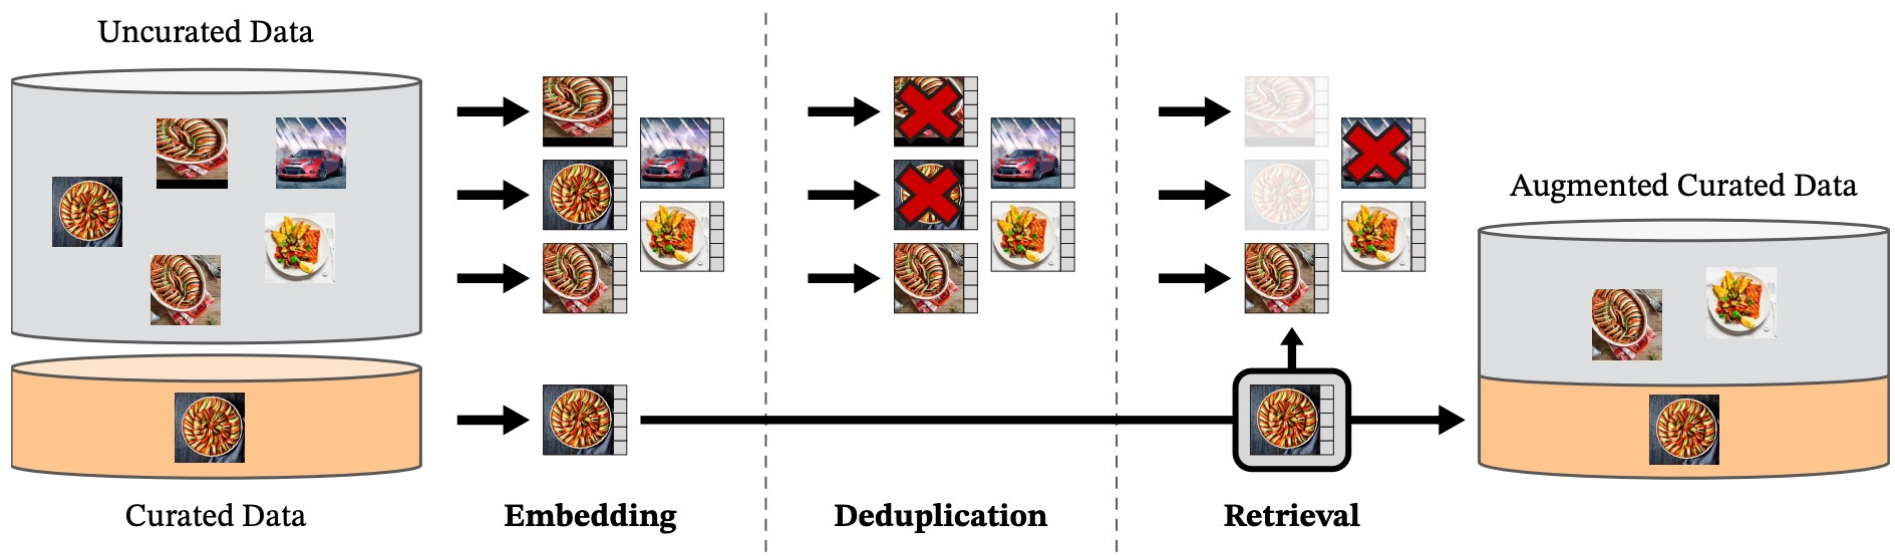 Uncurated Data
Augmented Curated Data
Curated Data
Embedding
Deduplication
Retrieval